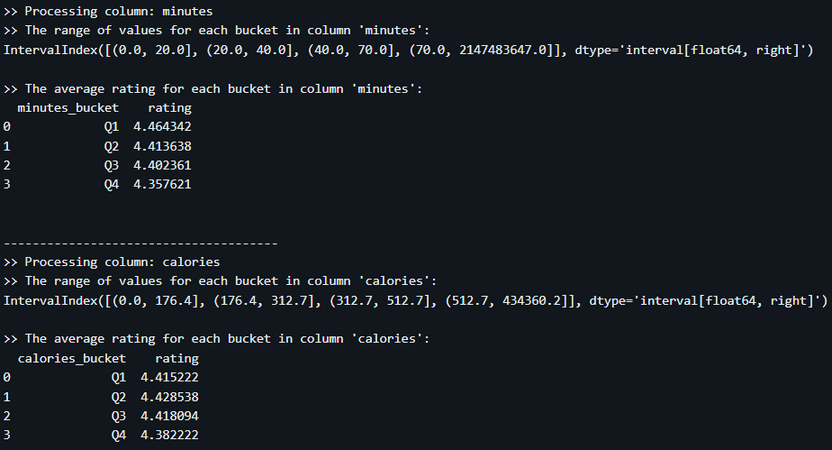 >> Processing column: minutes
>> The range of values for each bucket in column 'minutes':
IntervalIndex([(0.0, 20.0], (20.0, 40.0], (40.0, 70.0], (70.0, 2147483647.0]], dtype='interval[float64, right]')
>> The average rating for each bucket in column 'minutes':
minutes_bucket rating
0 Q1 4.464342
1 Q2 4.413638
2 Q3 4.402361
3 Q4 4.357621
--------------------------------------
>> Processing column: calories
>> The range of values for each bucket in column 'calories':
IntervalIndex([(0.0, 176.4], (176.4, 312.7], (312.7, 512.7], (512.7, 434360.2]], dtype='interval[float64, right]')
>> The average rating for each bucket in column 'calories':
calories_bucket rating
0 Q1 4.415222
1 Q2 4.428538
2 Q3 4.418094
3 Q4 4.382222